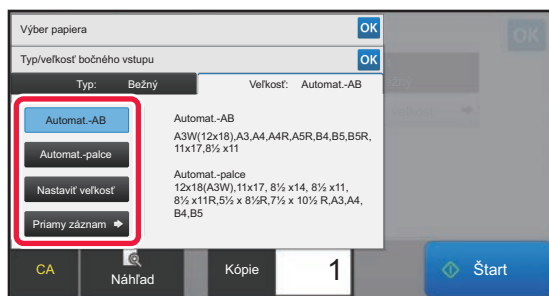 Výber papiera OK
Typ/veľkosť bočného vstupu OK
Typ: Bežný Veľkosť: Automat.-AB
Automat.-AB
Automat.-palce
Nastaviť veľkosť
Priamy záznam
Automat.-AB
A3W(12x18),A3,A4,A4R,A5R,B4,B5,B5R,
11x17,8½ x11
Automat.-palce
12x18(A3W),11x17, 8½ x14, 8½ x11,
8½ x11R,5½ x 8½R,7½ x 10½ R,A3,A4,
B4,B5
OK
CA Náhľad Kópie 1 Štart